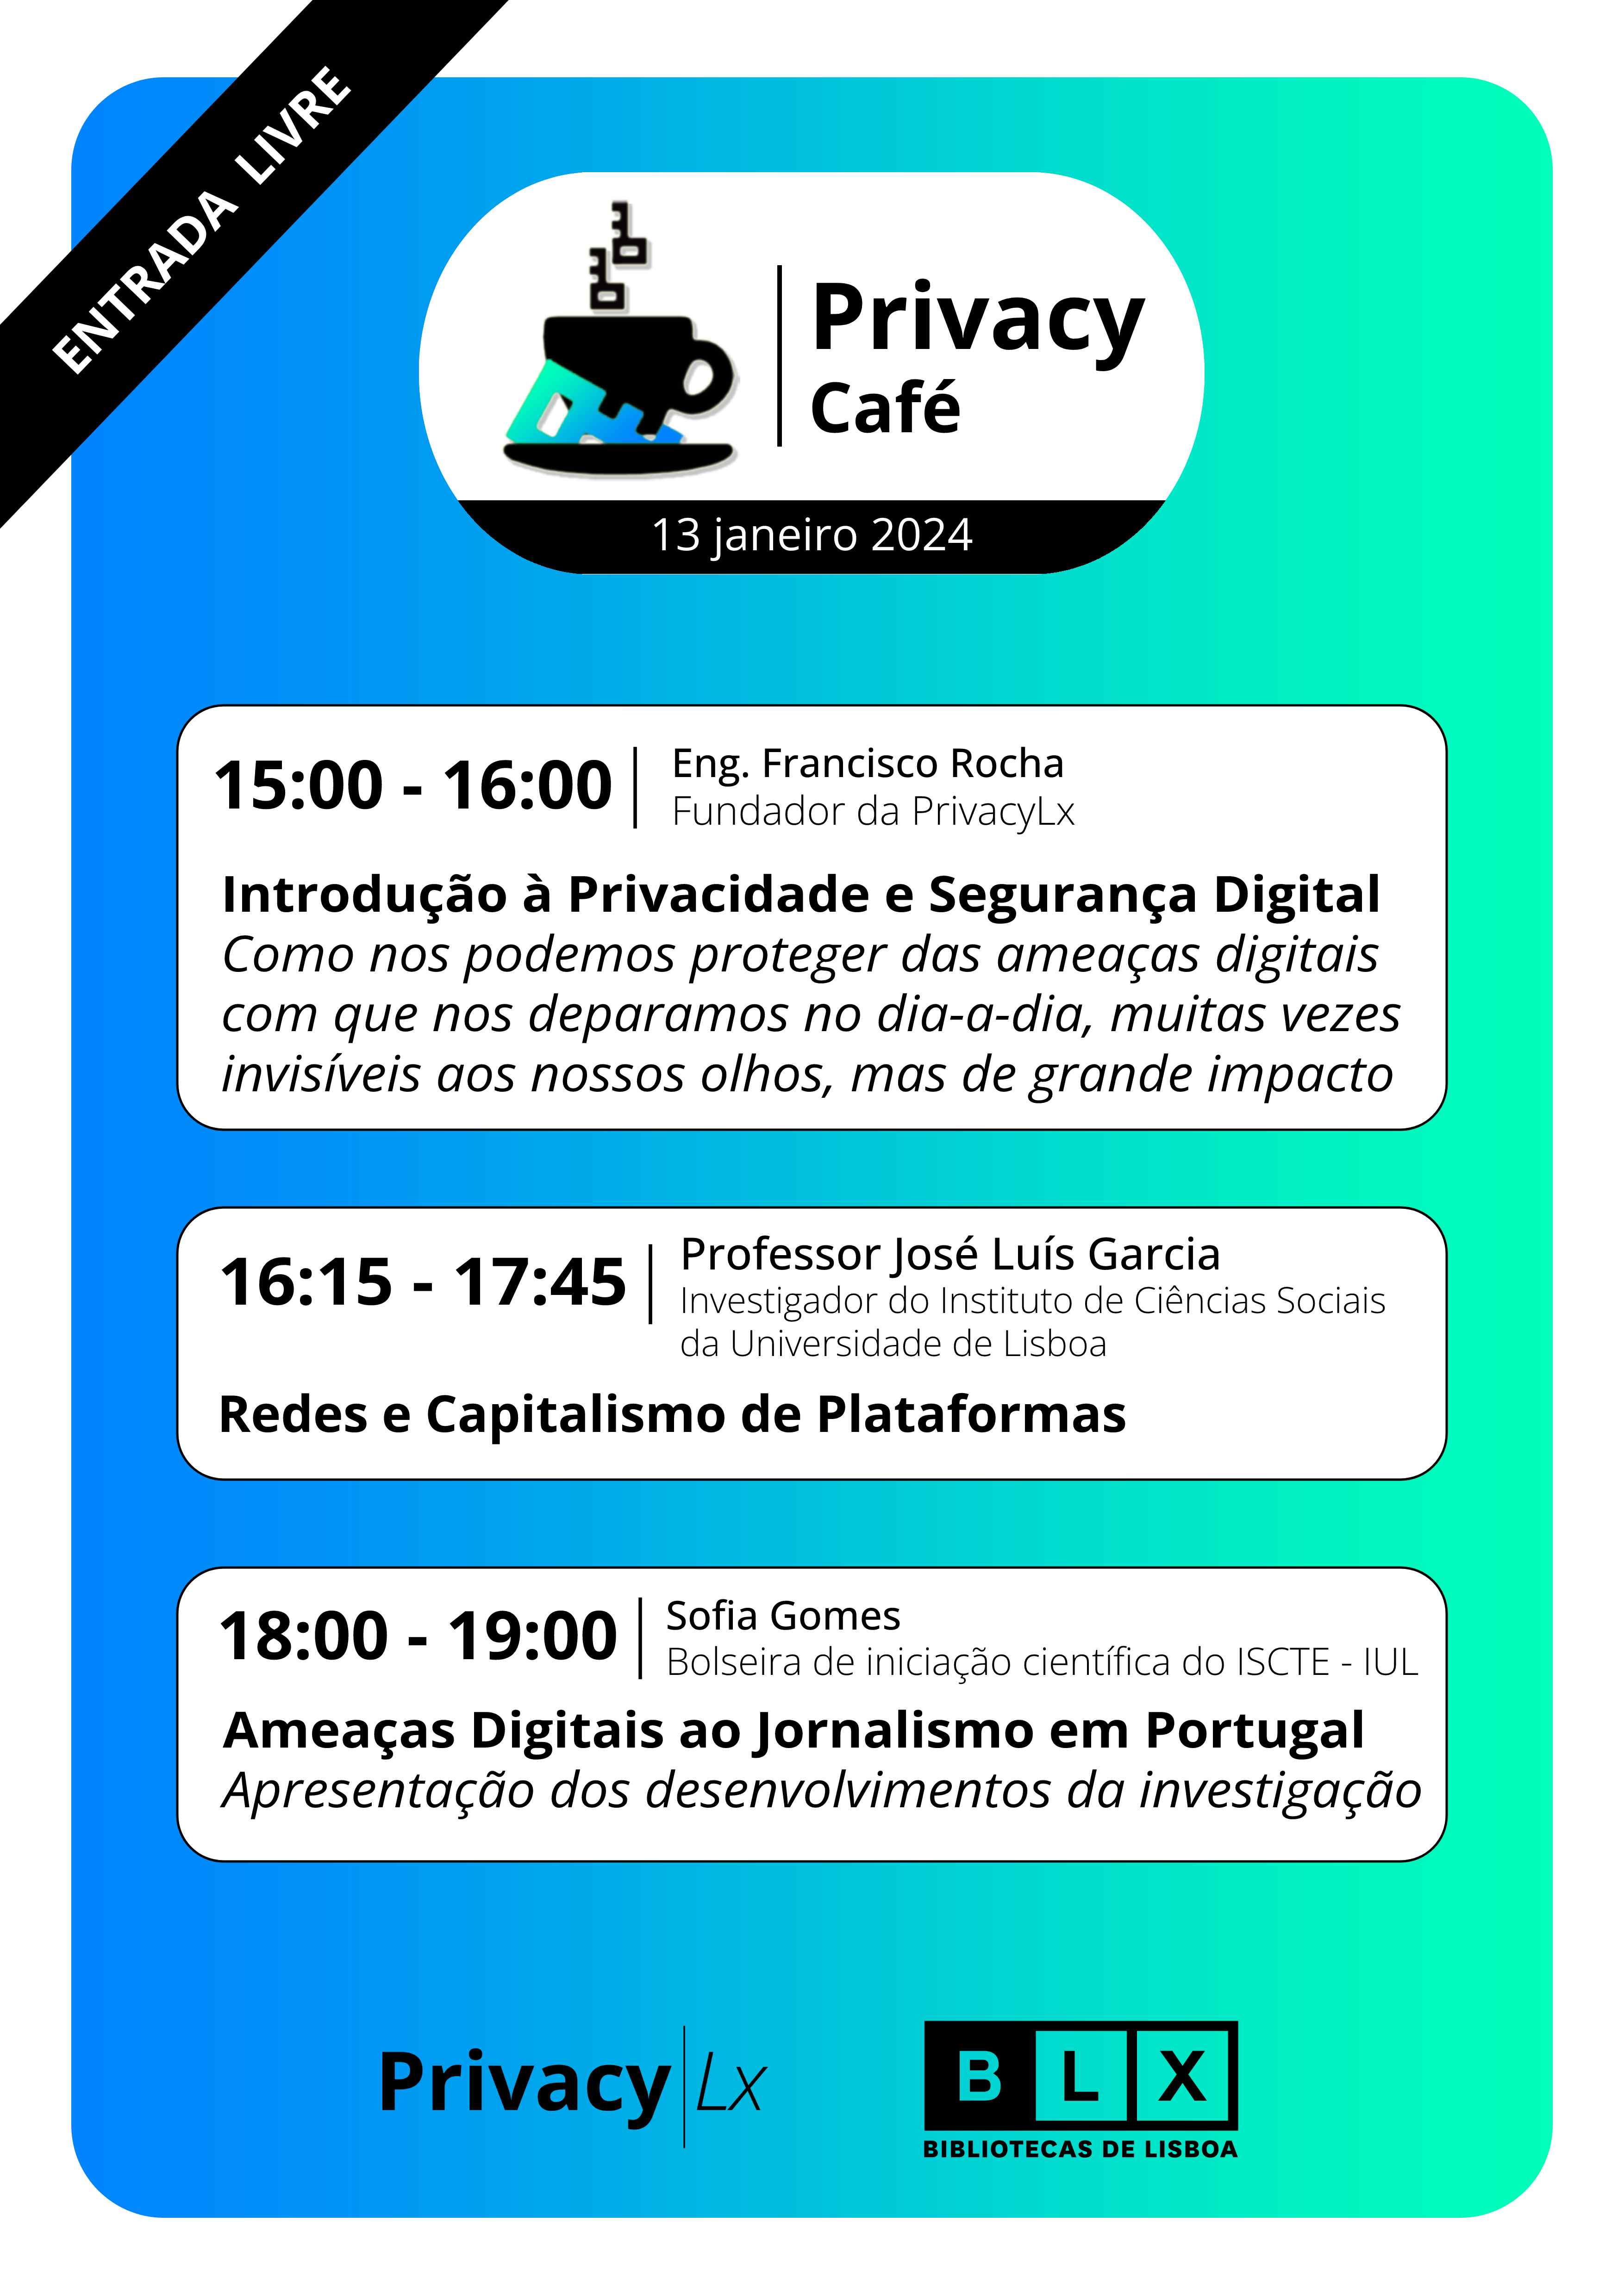 ENTRADA LIVRE
Privacy
Café
13 janeiro 2024
15:00 - 16:00
Eng. Francisco Rocha
Fundador da PrivacyLx
Introdução à Privacidade e Segurança Digital
Como nos podemos proteger das ameaças digitais
com que nos deparamos no dia-a-dia, muitas vezes
invisíveis aos nossos olhos, mas de grande impacto
16:15 - 17:45
Professor José Luís Garcia
Investigador do Instituto de Ciências Sociais
da Universidade de Lisboa
Redes e Capitalismo de Plataformas
18:00 - 19:00
Sofia Gomes
Bolseira de iniciação científica do ISCTE - IUL
Ameaças Digitais ao Jornalismo em Portugal
Apresentação dos desenvolvimentos da investigação
Privacy Lx
B L X
BIBLIOTECAS DE LISBOA